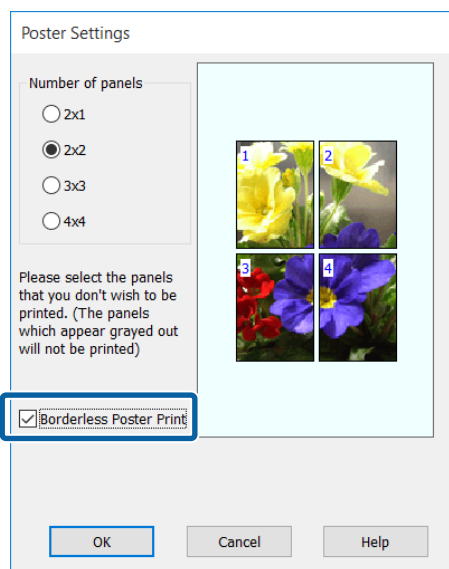 Poster Settings
Number of panels
2x1
2x2
3x3
4x4
1
2
3
4
Please select the panels
that you don't wish to be
printed. (The panels
which appear grayed out
will not be printed)
Borderless Poster Print
OK
Cancel
Help